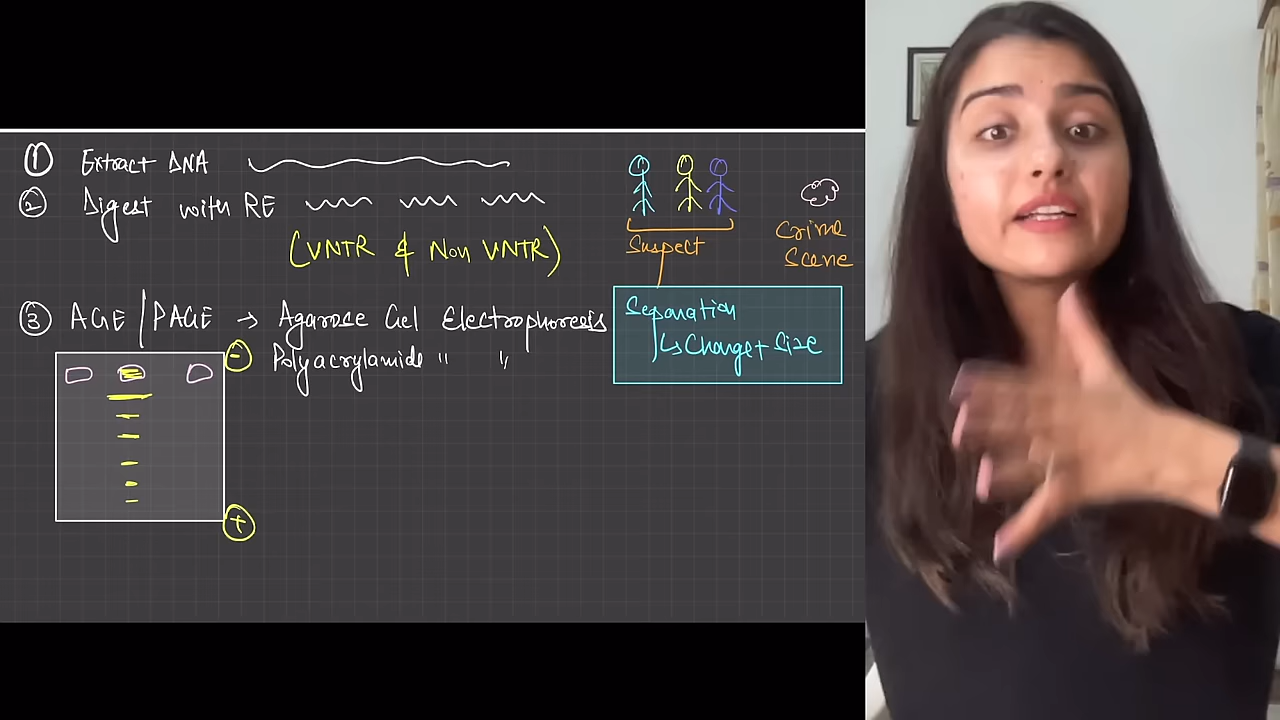 ① Extract DNA
② Digest with RE
(VNTR & Non VNTR)
Suspect
Crime
Scene
③ AGE / PAGE → Agarose Gel Electrophoresis
Polyacrylamide " "
Separation
↳ Charge + Size
-
+